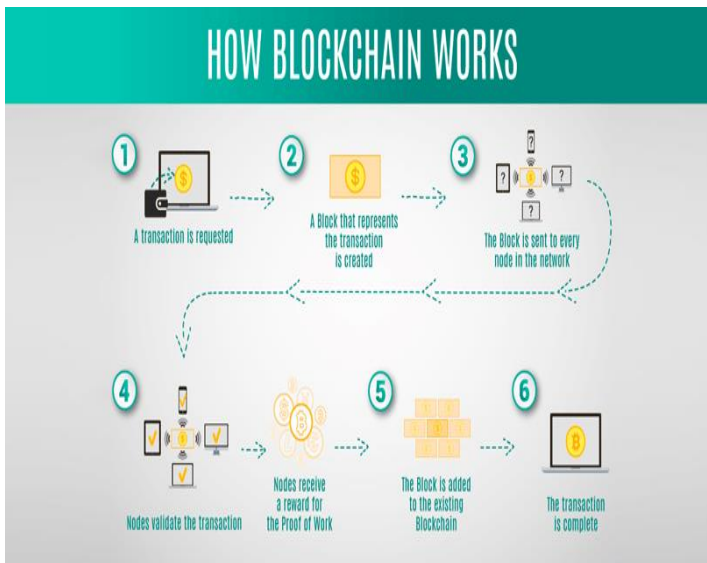 HOW BLOCKCHAIN WORKS
1
$
A transaction is requested
2
$
A Block that represents
the transaction
is created
3
?
?
$
?
?
The Block is sent to every
node in the network
4
$
Nodes validate the transaction
Nodes receive
a reward for
the Proof of Work
5
The Block is added
to the existing
Blockchain
6
The transaction
is complete